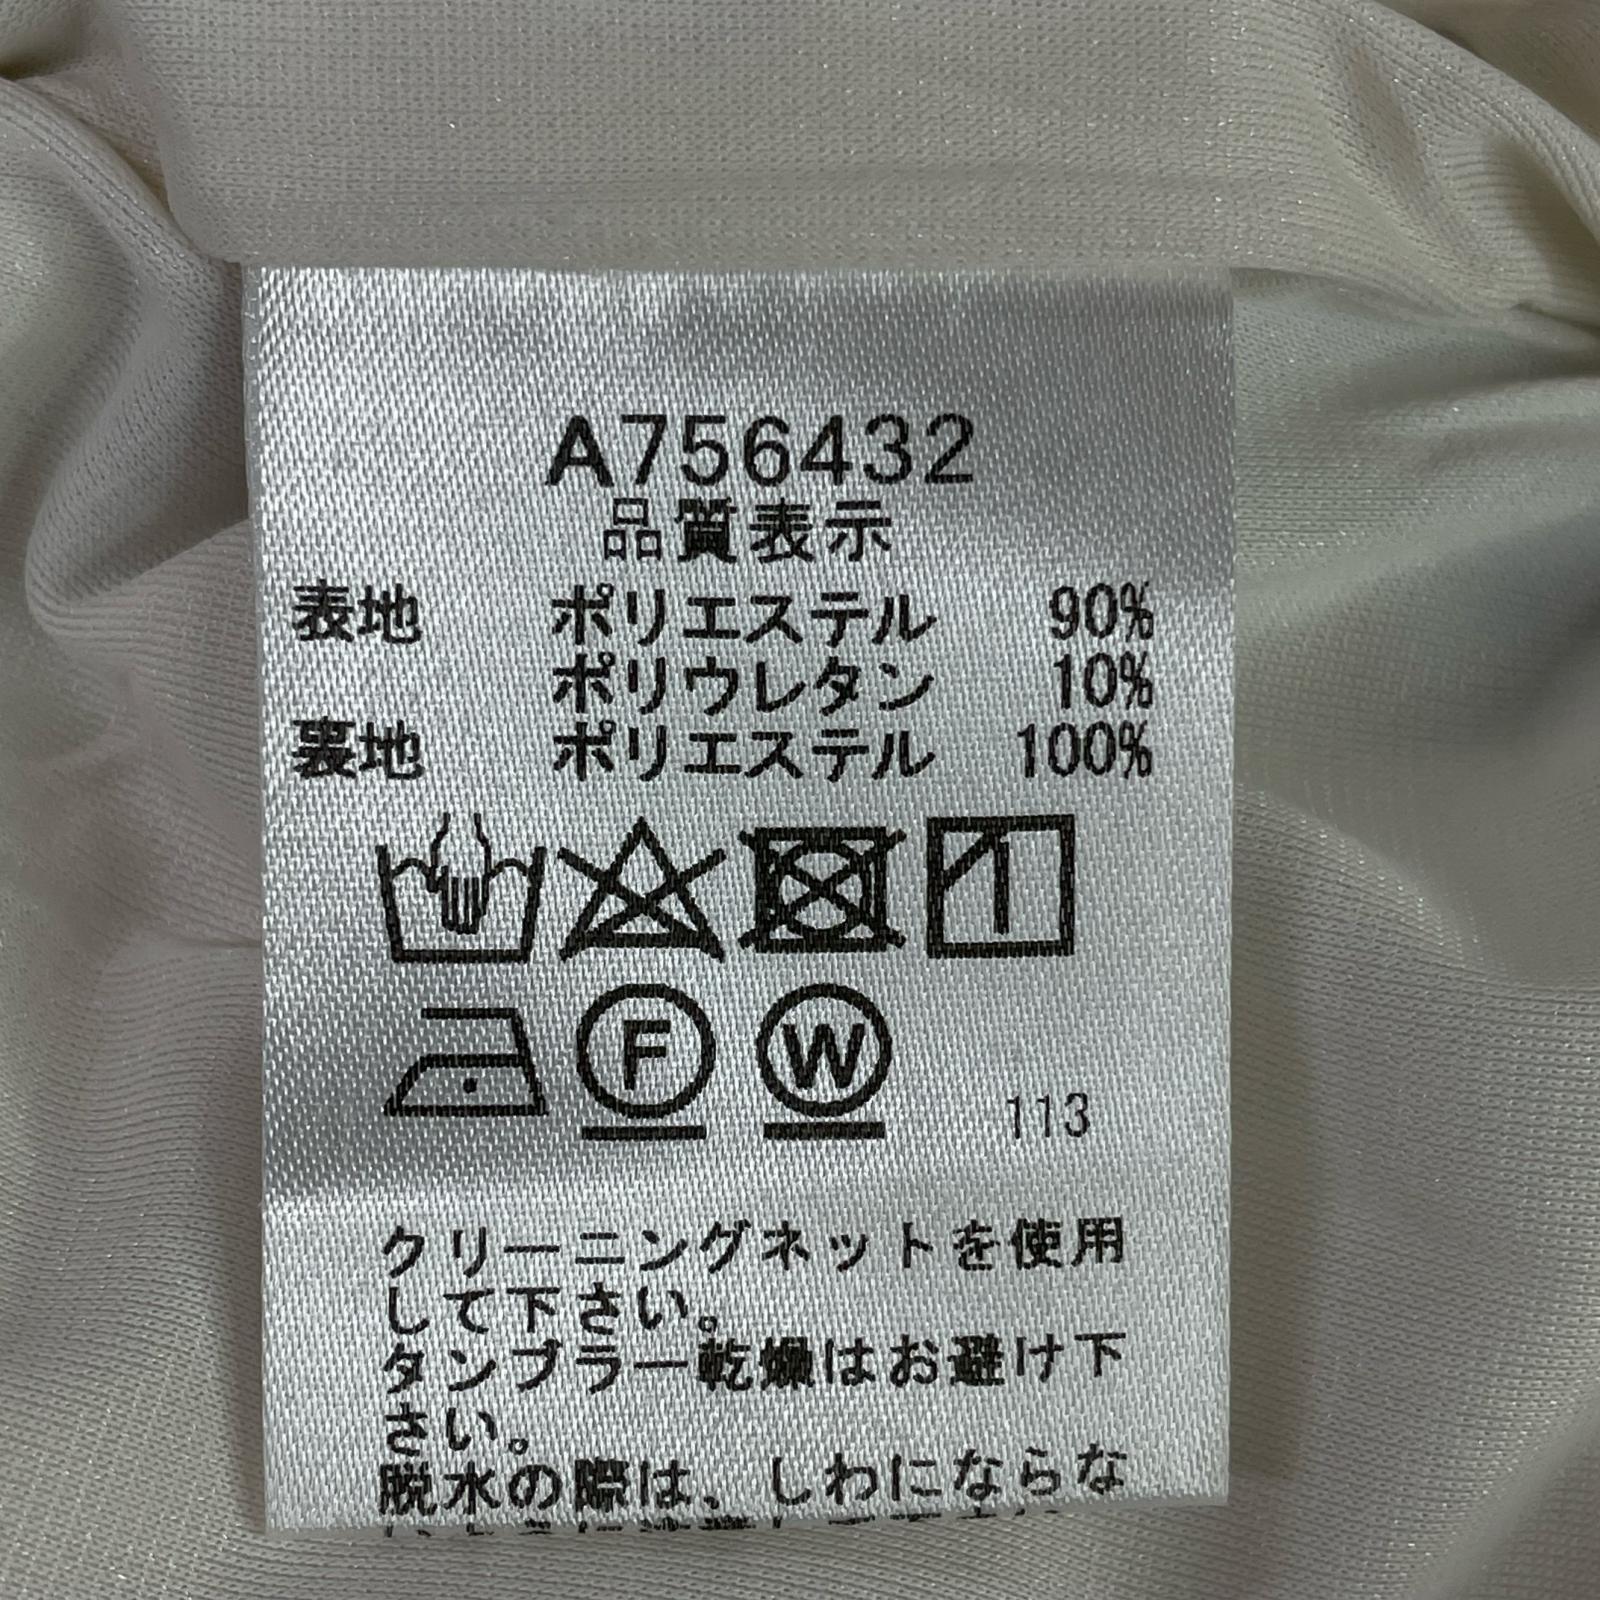 A756432
品質表示
表地 ポリエステル 90%
ポリウレタン 10%
裏地 ポリエステル 100%
F W 113
クリーニングネットを使用
して下さい。
タンブラー乾燥はお避け下
さい。
脱水の際は、しわにならな